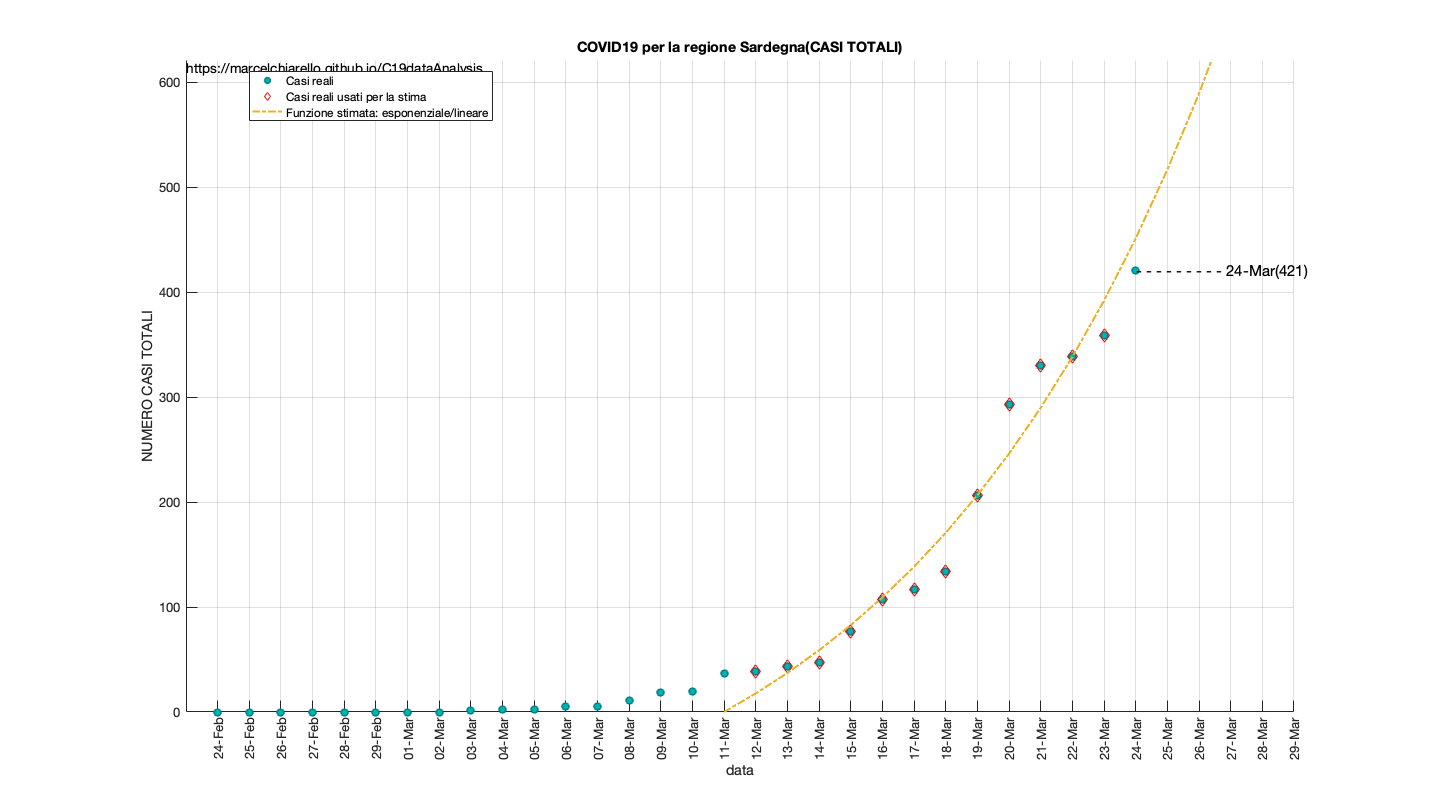 COVID19 per la regione Sardegna(CASI TOTALI)
https://marcelchiarello.github.io/C19dataAnalysis
Casi reali
Casi reali usati per la stima
Funzione stimata: esponenziale/lineare
600
500
400
300
200
100
0
NUMERO CASI TOTALI
24-Mar(421)
24-Feb
25-Feb
26-Feb
27-Feb
28-Feb
29-Feb
01-Mar
02-Mar
03-Mar
04-Mar
05-Mar
06-Mar
07-Mar
08-Mar
09-Mar
10-Mar
11-Mar
12-Mar
13-Mar
14-Mar
15-Mar
16-Mar
17-Mar
18-Mar
19-Mar
20-Mar
21-Mar
22-Mar
23-Mar
24-Mar
25-Mar
26-Mar
27-Mar
28-Mar
29-Mar
data